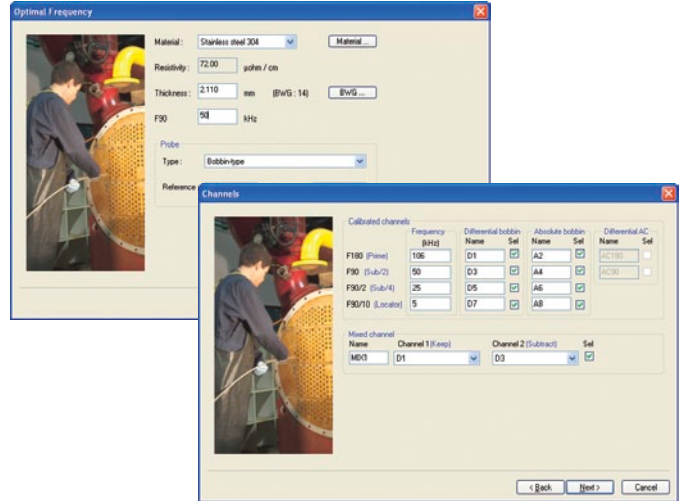 Optimal Frequency
Material : Stainless steel 304 Material ...
Resistivity : 72.00 µohm / cm
Thickness : 2.110 mm (BWG : 14) BWG ...
F90 50 kHz
Probe
Type : Bobbin-type
Reference
Channels
Calibrated channels
Frequency Differential bobbin Absolute bobbin Differential AC
(kHz) Name Sel Name Sel Name Sel
F180 (Prime) 106 D1 A2 AC180
F90 (Sub/2) 50 D3 A4 AC90
F90/2 (Sub/4) 25 D5 A6
F90/10 (Locator) 5 D7 A8
Mixed channel
Name Channel 1 (Keep) Channel 2 (Subtract) Sel
MIX3 D1 D3
< Back Next > Cancel